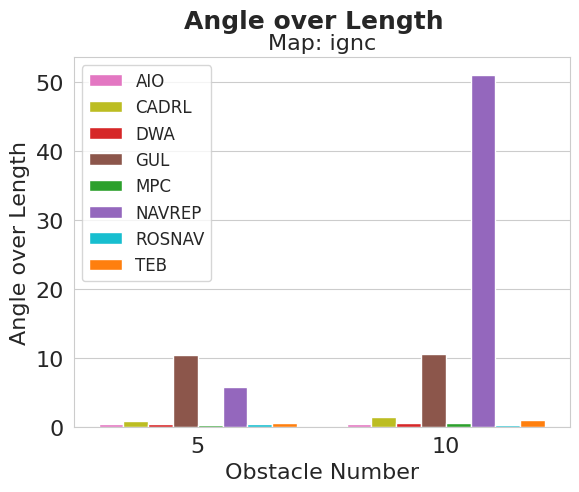 Angle over Length
Map: ignc
Angle over Length
50
40
30
20
10
0
AIO
CADRL
DWA
GUL
MPC
NAVREP
ROSNAV
TEB
5
10
Obstacle Number